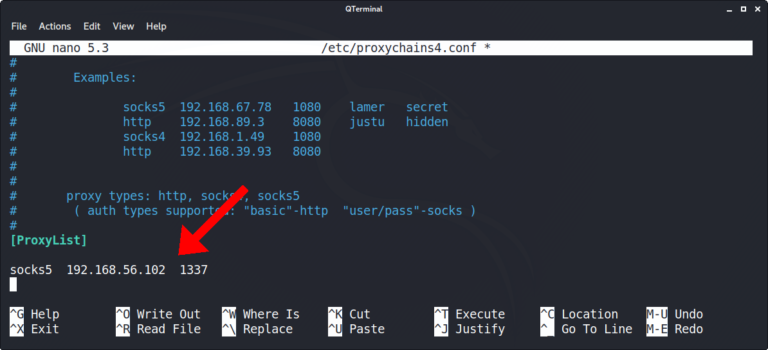 QTerminal
File Actions Edit View Help
GNU nano 5.3 /etc/proxychains4.conf *
#
# Examples:
#
# socks5 192.168.67.78 1080 lamer secret
# http 192.168.89.3 8080 justu hidden
# socks4 192.168.1.49 1080
# http 192.168.39.93 8080
#
#
# proxy types: http, socks4, socks5
# ( auth types supported: "basic"-http "user/pass"-socks )
#
[ProxyList]
socks5 192.168.56.102 1337
^G Help ^O Write Out ^W Where Is ^K Cut ^T Execute ^C Location M-U Undo
^X Exit ^R Read File ^\ Replace ^U Paste ^J Justify ^_ Go To Line M-E Redo